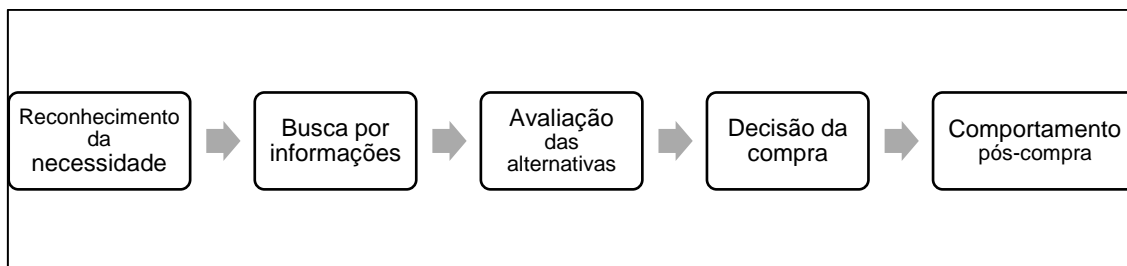 Reconhecimento
da
necessidade
Busca por
informações
Avaliação
das
alternativas
Decisão da
compra
Comportamento
pós-compra